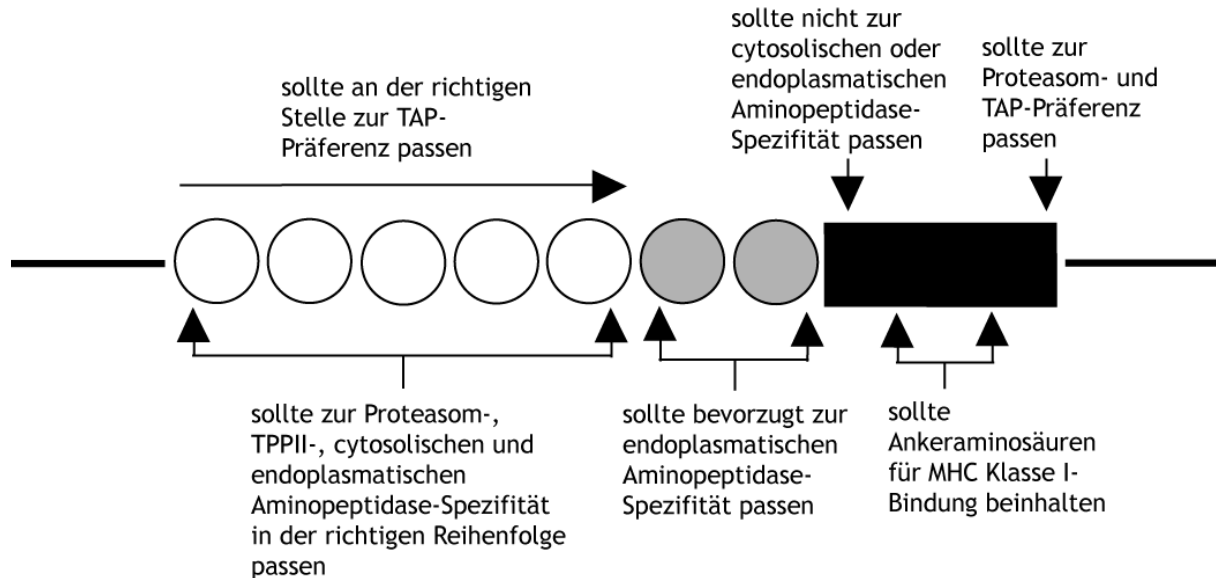 sollte an der richtigen
Stelle zur TAP-
Präferenz passen
sollte nicht zur
cytosolischen oder
endoplasmatischen
Aminopeptidase-
Spezifität passen
sollte zur
Proteasom- und
TAP-Präferenz
passen
sollte zur Proteasom-,
TPPII-, cytosolischen und
endoplasmatischen
Aminopeptidase-Spezifität
in der richtigen Reihenfolge
passen
sollte bevorzugt zur
endoplasmatischen
Aminopeptidase-
Spezifität passen
sollte
Ankeraminosäuren
für MHC Klasse I-
Bindung beinhalten